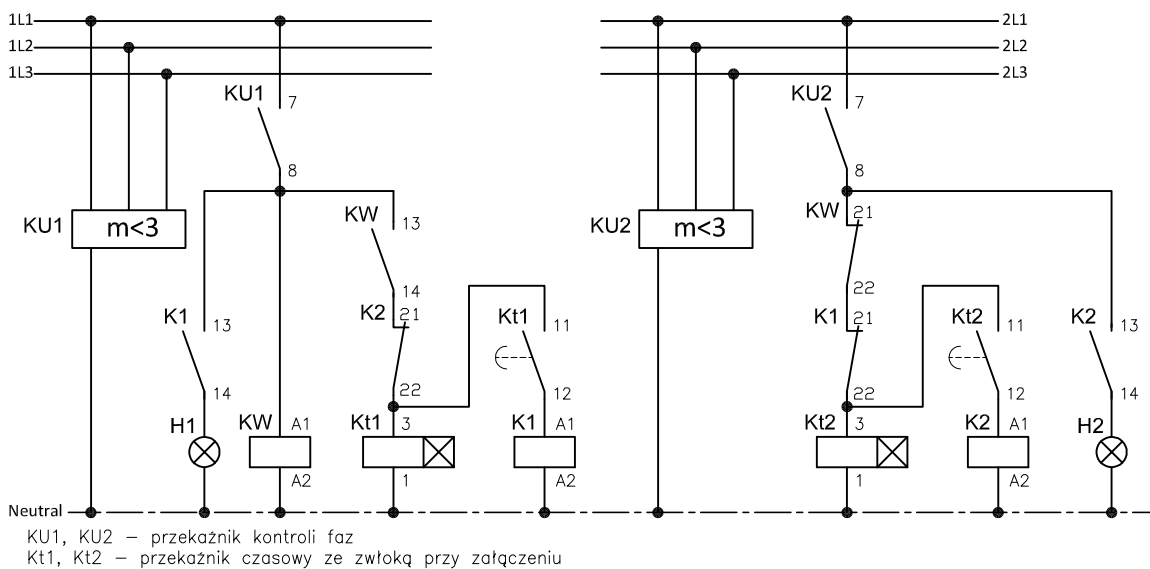 1L1 2L1
1L2 2L2
1L3 2L3
KU1 7 KU2 7
8 8
KU1 m<3 KW 13 KU2 m<3 KW 21
14 22
K1 13 K2 21 Kt1 11 K1 21 Kt2 11 K2 13
14 22 12 22 12 14
H1 KW A1 Kt1 3 K1 A1 Kt2 3 K2 A1 H2
A2 1 A2 1 A2
Neutral
KU1, KU2 – przekaźnik kontroli faz
Kt1, Kt2 – przekaźnik czasowy ze zwłoką przy załączeniu